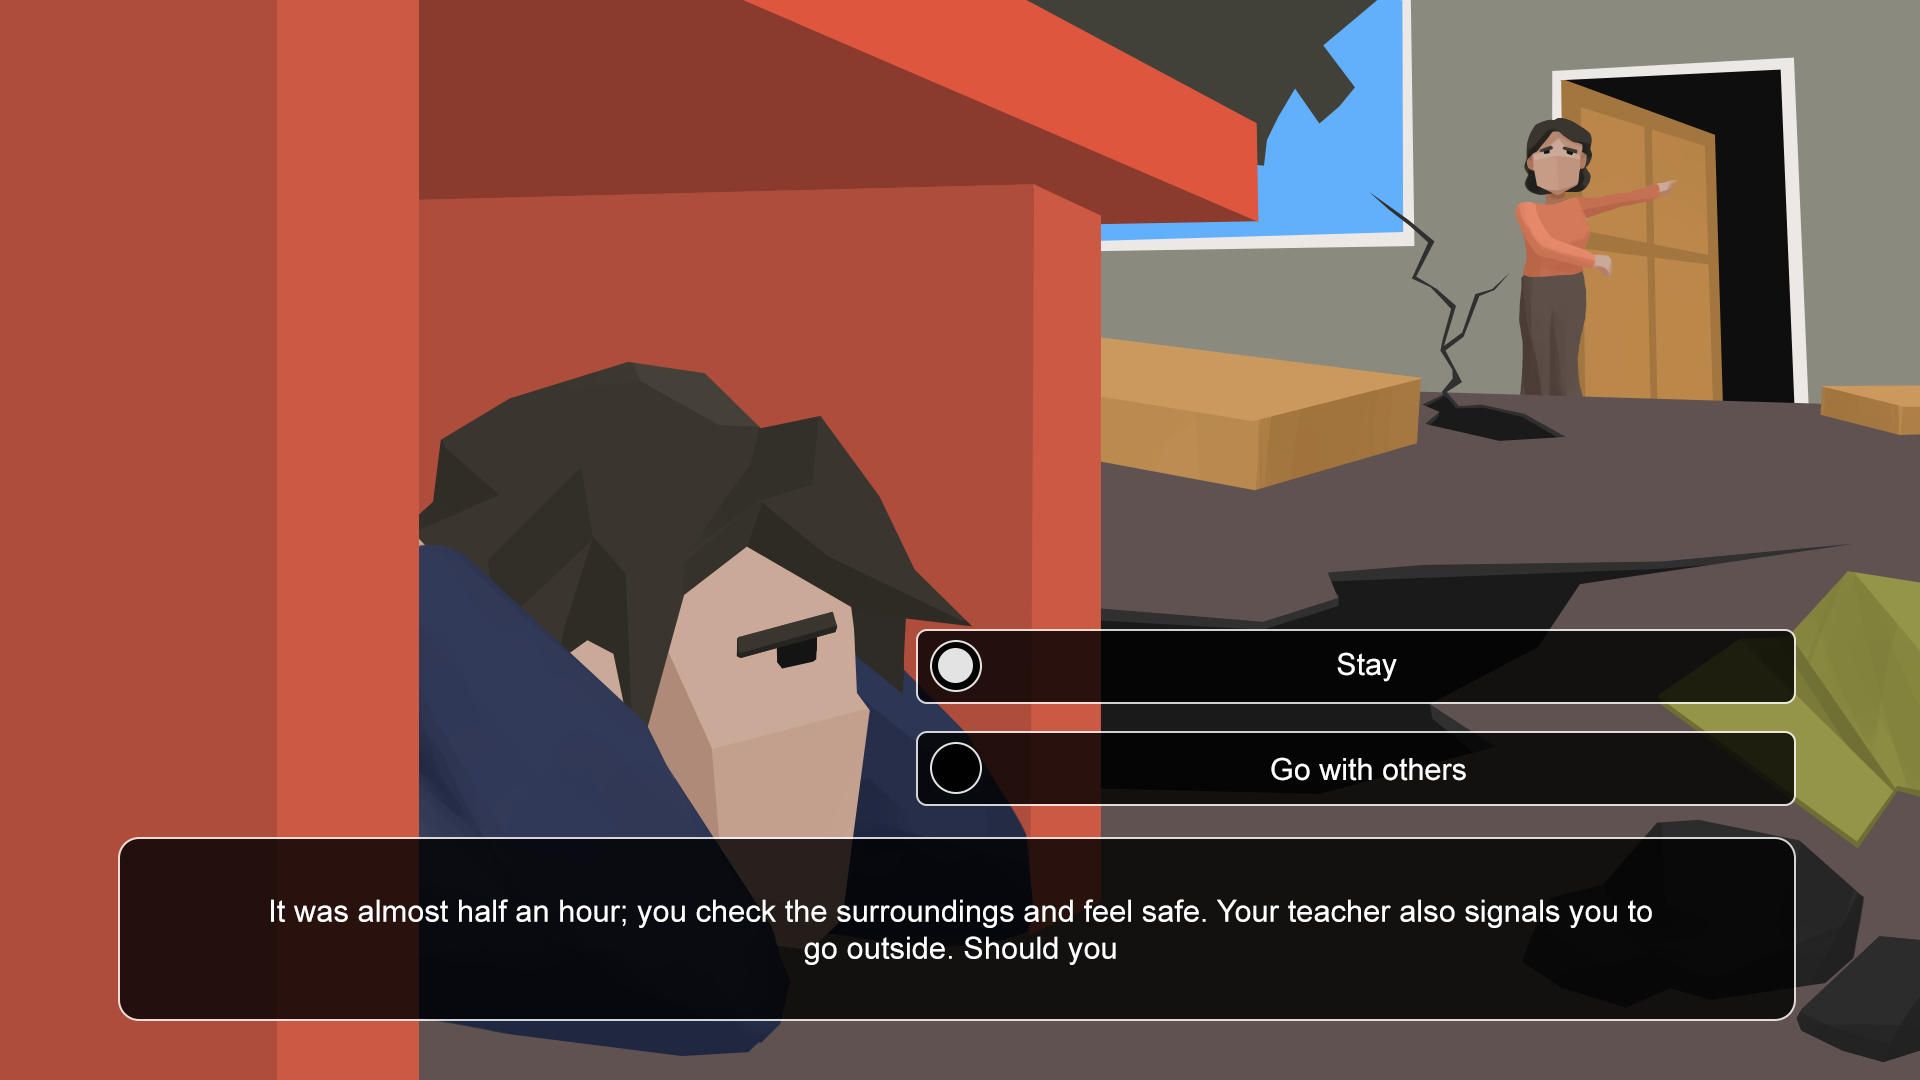 Stay
Go with others
It was almost half an hour; you check the surroundings and feel safe. Your teacher also signals you to
go outside. Should you